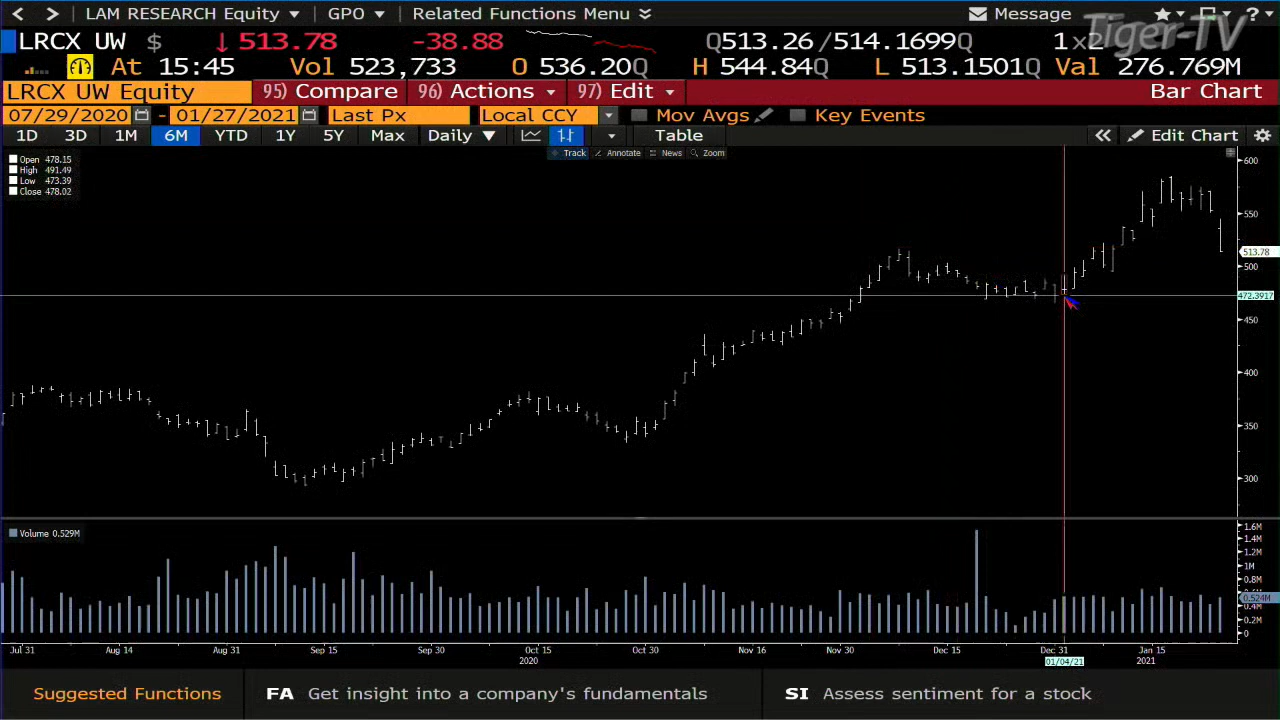 < > LAM RESEARCH Equity ▾ | GPO ▾ | Related Functions Menu Message ?
Tiger-TV
LRCX UW $ ↓ 513.78 -38.88 Q513.26 /514.1699Q 1 x2
At 15:45 Vol 523,733 O 536.20Q H 544.84Q L 513.1501Q Val 276.769M
LRCX UW Equity 95) Compare 96) Actions 97) Edit Bar Chart
07/29/2020 - 01/27/2021 Last Px Local CCY Mov Avgs Key Events
1D 3D 1M 6M YTD 1Y 5Y Max Daily ▼ Table « Edit Chart
Track Annotate News Zoom
Open 478.15
High 491.49
Low 473.39
Close 478.02
600
550
513.78
500
472.3917
450
400
350
300
Volume 0.529M
1.6M
1.4M
1.2M
1M
0.8M
0.524M
0.4M
0.2M
0
Jul 31 Aug 14 Aug 31 Sep 15 Sep 30 Oct 15 Oct 30 Nov 16 Nov 30 Dec 15 Dec 31 Jan 15
2020 01/04/21 2021
Suggested Functions FA Get insight into a company's fundamentals SI Assess sentiment for a stock